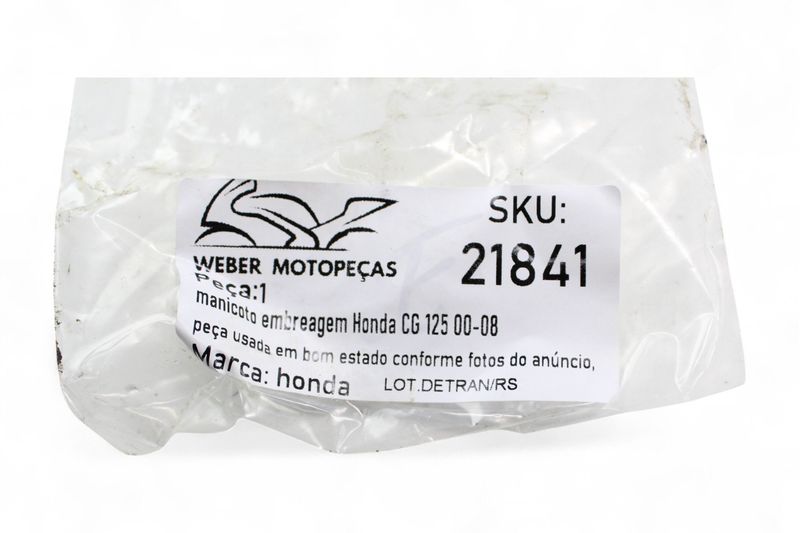 WEBER MOTOPEÇAS
SKU:
21841
Peça:1
manicoto embreagem Honda CG 125 00-08
peça usada em bom estado conforme fotos do anúncio,
Marca: honda
LOT.DETRAN/RS